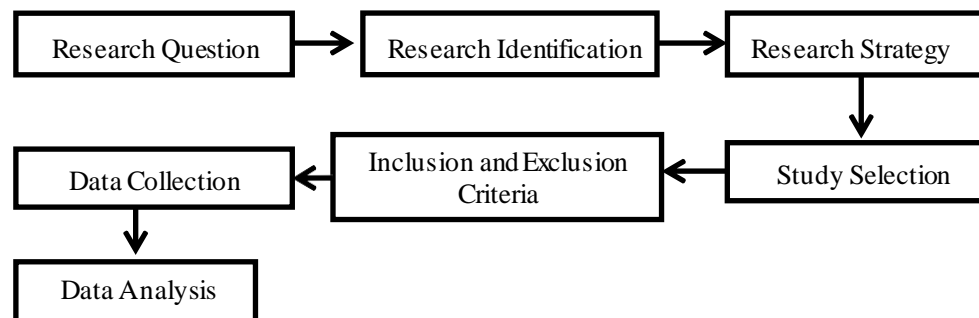 Research Question
Research Identification
Research Strategy
Study Selection
Inclusion and Exclusion
Criteria
Data Collection
Data Analysis